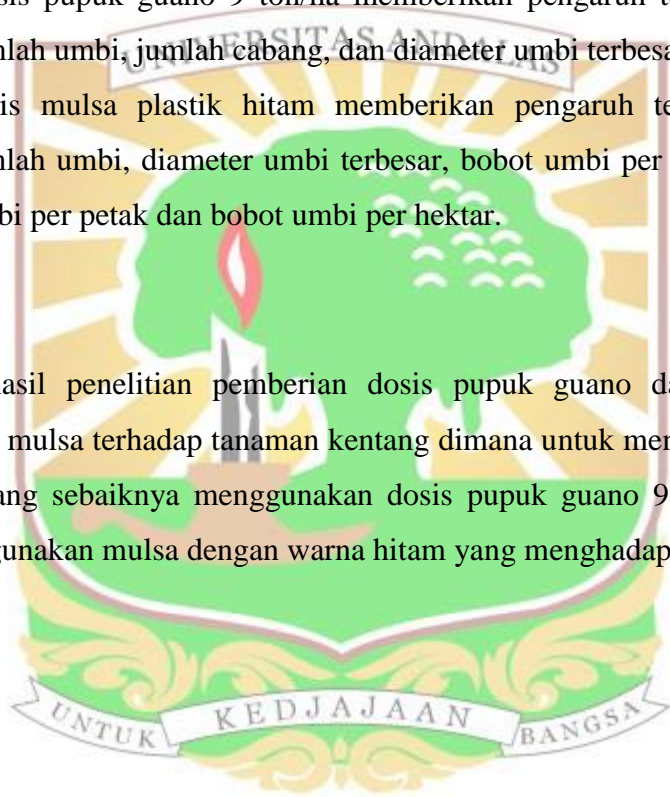 sis pupuk guano 9 ton/ha memberikan pengaruh t
UNIVERSITAS ANDALAS
nlah umbi, jumlah cabang, dan diameter umbi terbesa
is mulsa plastik hitam memberikan pengaruh te
nlah umbi, diameter umbi terbesar, bobot umbi per
bi per petak dan bobot umbi per hektar.
nasil penelitian pemberian dosis pupuk guano da
mulsa terhadap tanaman kentang dimana untuk men
ang sebaiknya menggunakan dosis pupuk guano 9
gunakan mulsa dengan warna hitam yang menghadap
UNTUK KEDJAJAAN BANGSA